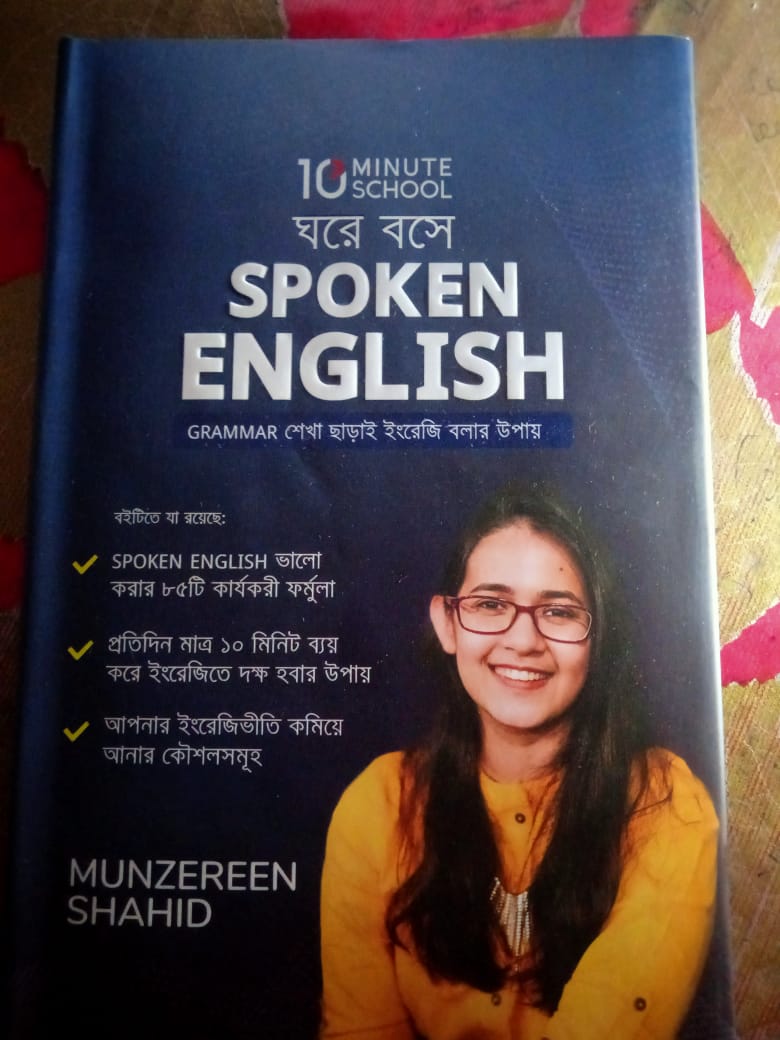 10 MINUTE
SCHOOL
ঘরে বসে
SPOKEN
ENGLISH
GRAMMAR শেখা ছাড়াই ইংরেজি বলার উপায়
বইটিতে যা রয়েছে:
SPOKEN ENGLISH ভালো
করার ৮৫টি কার্যকরী ফর্মুলা
প্রতিদিন মাত্র ১০ মিনিট ব্যয়
করে ইংরেজিতে দক্ষ হবার উপায়
আপনার ইংরেজিভীতি কমিয়ে
আনার কৌশলসমূহ
MUNZEREEN
SHAHID